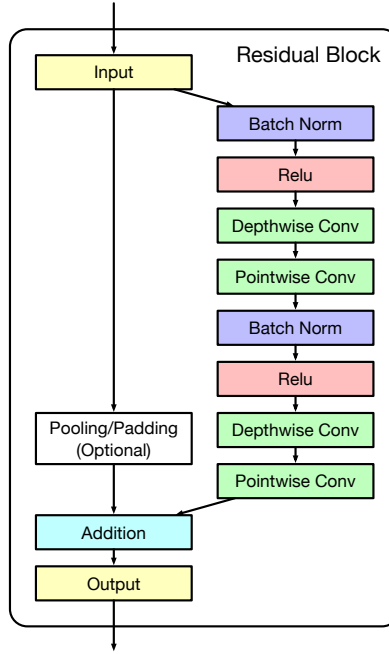 Residual Block
Input
Batch Norm
Relu
Depthwise Conv
Pointwise Conv
Batch Norm
Relu
Depthwise Conv
Pointwise Conv
Pooling/Padding
(Optional)
Addition
Output